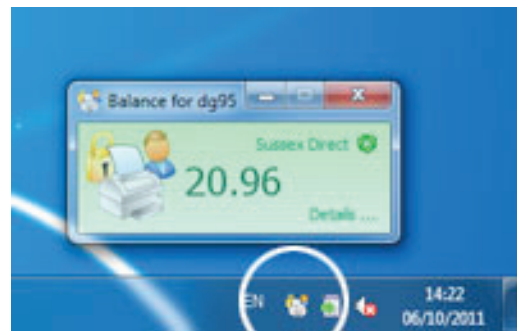 Balance for dg95
Sussex Direct
20.96
Details ....
EN
14:22
06/10/2011